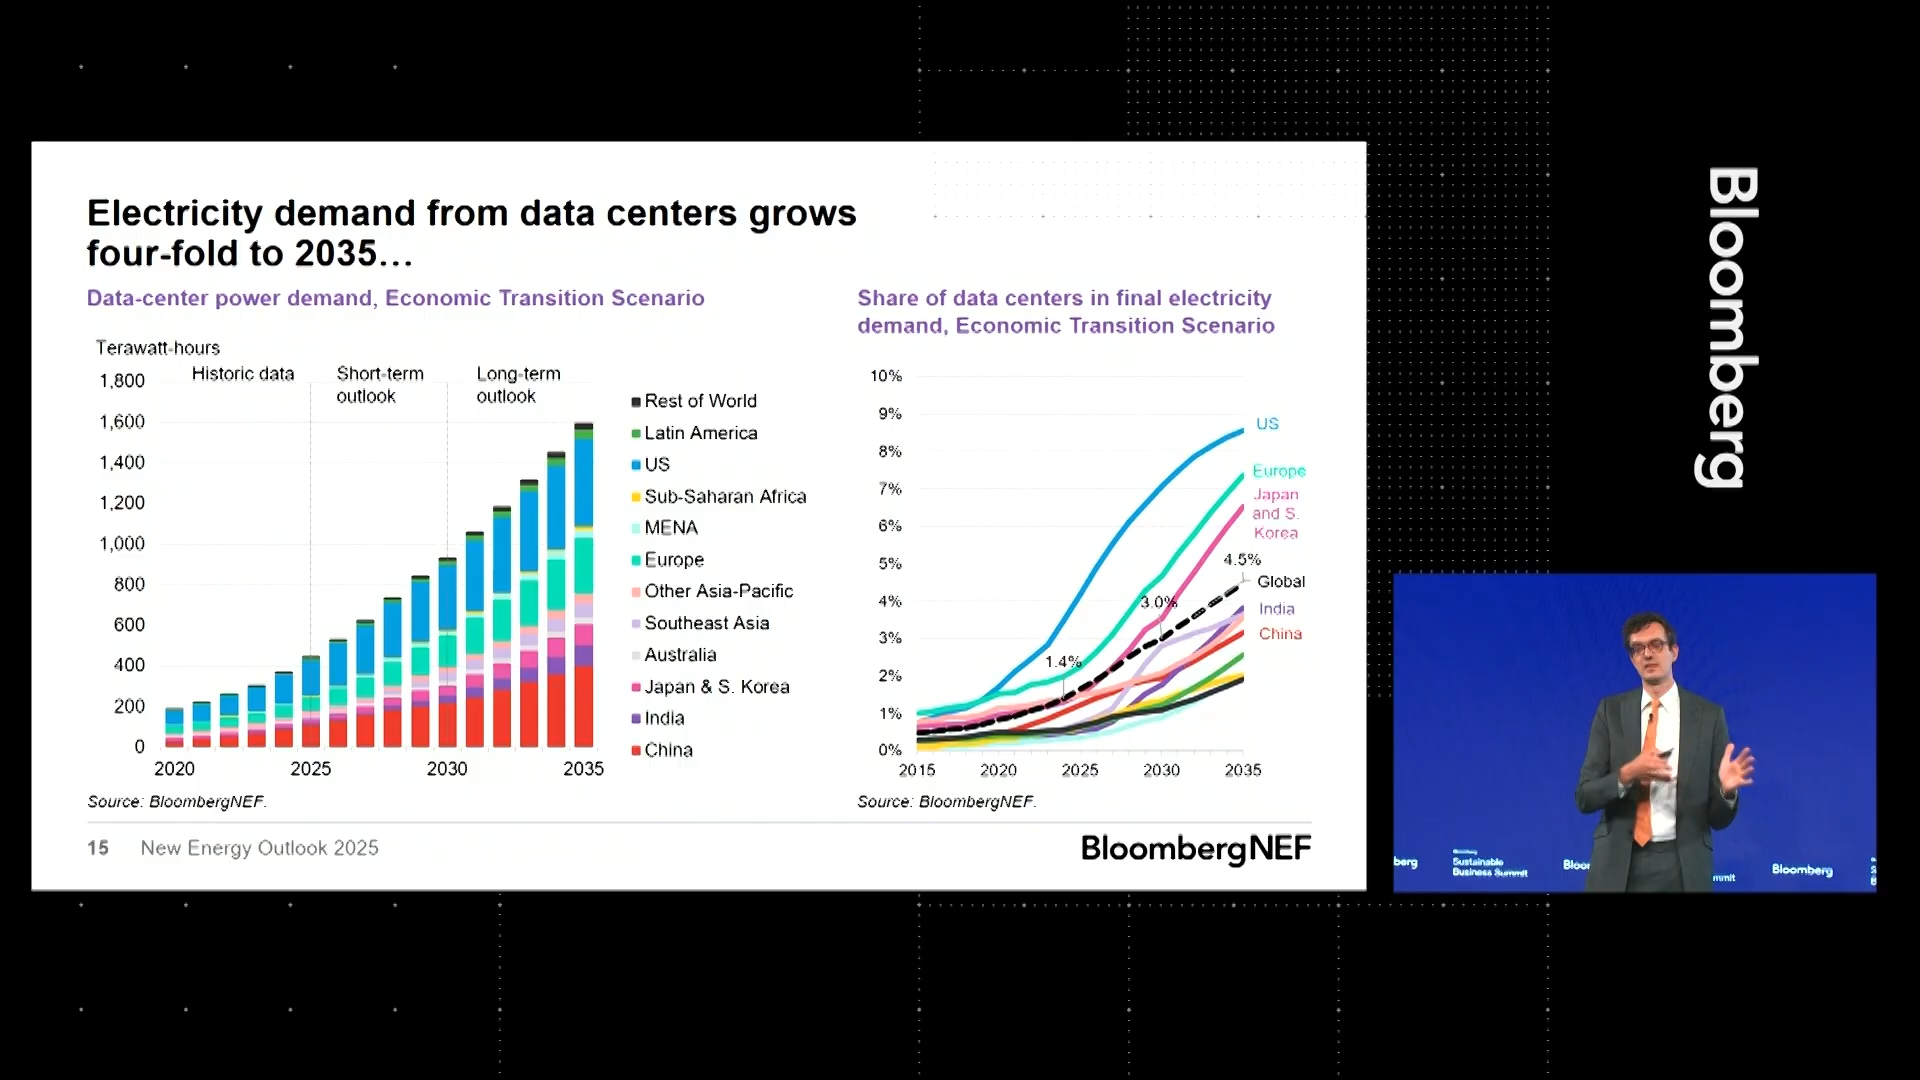 Electricity demand from data centers grows
four-fold to 2035...
Data-center power demand, Economic Transition Scenario
Terawatt-hours
Historic data
Short-term
outlook
Long-term
outlook
1,800
1,600
1,400
1,200
1,000
800
600
400
200
0
2020
2025
2030
2035
Rest of World
Latin America
US
Sub-Saharan Africa
MENA
Europe
Other Asia-Pacific
Southeast Asia
Australia
Japan & S. Korea
India
China
Source: BloombergNEF.
Share of data centers in final electricity
demand, Economic Transition Scenario
10%
9%
8%
7%
6%
5%
4%
3%
2%
1%
0%
2015
2020
2025
2030
2035
1.4%
3.0%
4.5%
US
Europe
Japan
and S.
Korea
Global
India
China
Source: BloombergNEF.
15 New Energy Outlook 2025
BloombergNEF
Bloomberg
berg
Sustainable
Business Summit
Bloo
mmit
Bloomberg